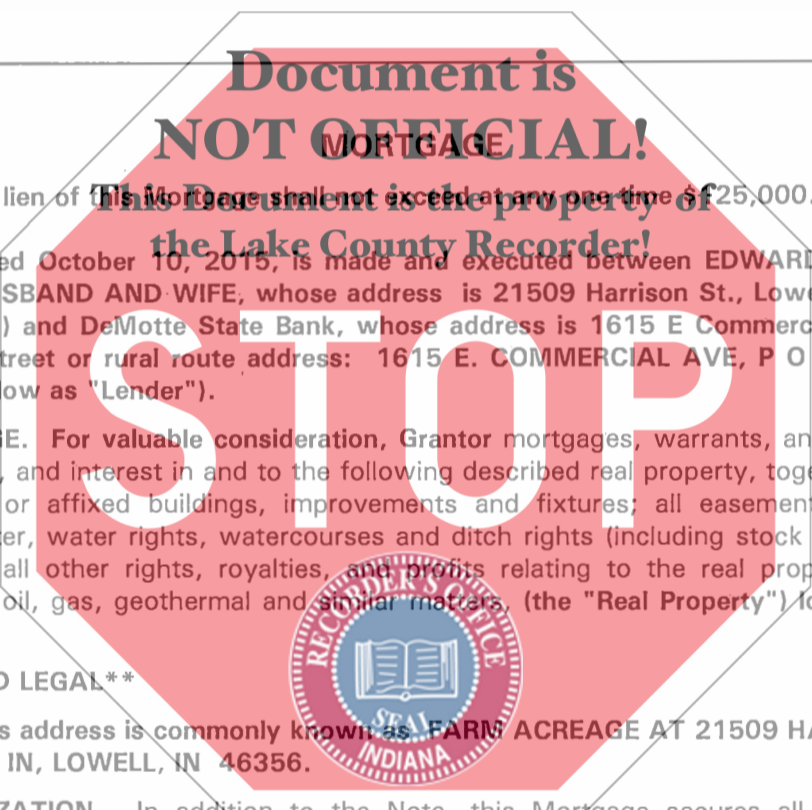 Document is
NOT OFFICIAL!
MORTGAGE
This Document is the property of
lien of this Mortgage shall not exceed at any one time $125,000.
the Lake County Recorder!
ed October 10, 2015, is made and executed between EDWARD
SBAND AND WIFE, whose address is 21509 Harrison St., Lowe
) and DeMotte State Bank, whose address is 1615 E Commerc
treet or rural route address: 1615 E. COMMERCIAL AVE, P O
low as "Lender").
STOP
GE. For valuable consideration, Grantor mortgages, warrants, an
, and interest in and to the following described real property, toge
or affixed buildings, improvements and fixtures; all easement
er, water rights, watercourses and ditch rights (including stock
all other rights, royalties, and profits relating to the real prop
oil, gas, geothermal and similar matters, (the "Real Property") lo
RECORDER'S OFFICE
SEAL
INDIANA
D LEGAL**
s address is commonly known as FARM ACREAGE AT 21509 HA
IN, LOWELL, IN 46356.
ZATION. In addition to the Note, this Mortgage secures all